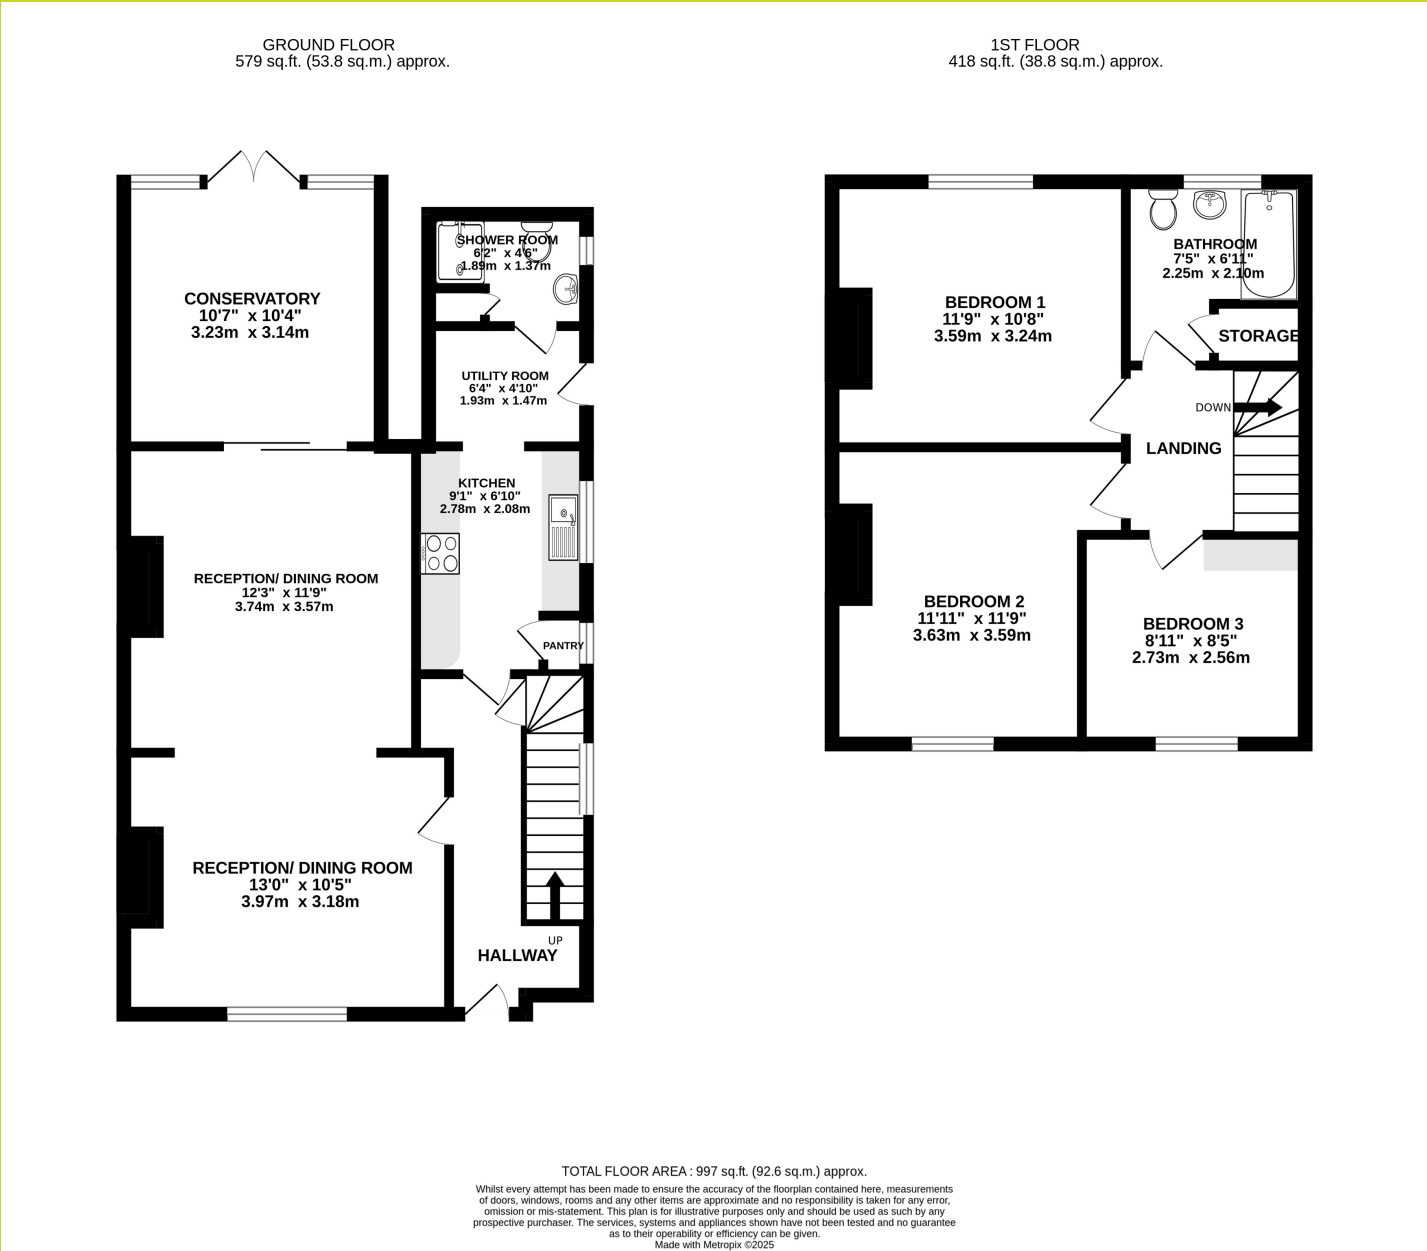 GROUND FLOOR
579 sq.ft. (53.8 sq.m.) approx.
1ST FLOOR
418 sq.ft. (38.8 sq.m.) approx.
CONSERVATORY
10'7" x 10'4"
3.23m x 3.14m
SHOWER ROOM
6'2" x 4'6"
1.89m x 1.37m
UTILITY ROOM
6'4" x 4'10"
1.93m x 1.47m
KITCHEN
9'1" x 6'10"
2.78m x 2.08m
RECEPTION/ DINING ROOM
12'3" x 11'9"
3.74m x 3.57m
PANTRY
RECEPTION/ DINING ROOM
13'0" x 10'5"
3.97m x 3.18m
UP
HALLWAY
BEDROOM 1
11'9" x 10'8"
3.59m x 3.24m
BATHROOM
7'5" x 6'11"
2.25m x 2.10m
STORAGE
DOWN
LANDING
BEDROOM 2
11'11" x 11'9"
3.63m x 3.59m
BEDROOM 3
8'11" x 8'5"
2.73m x 2.56m
TOTAL FLOOR AREA : 997 sq.ft. (92.6 sq.m.) approx.
Whilst every attempt has been made to ensure the accuracy of the floorplan contained here, measurements
of doors, windows, rooms and any other items are approximate and no responsibility is taken for any error,
omission or mis-statement. This plan is for illustrative purposes only and should be used as such by any
prospective purchaser. The services, systems and appliances shown have not been tested and no guarantee
as to their operability or efficiency can be given.
Made with Metropix ©2025